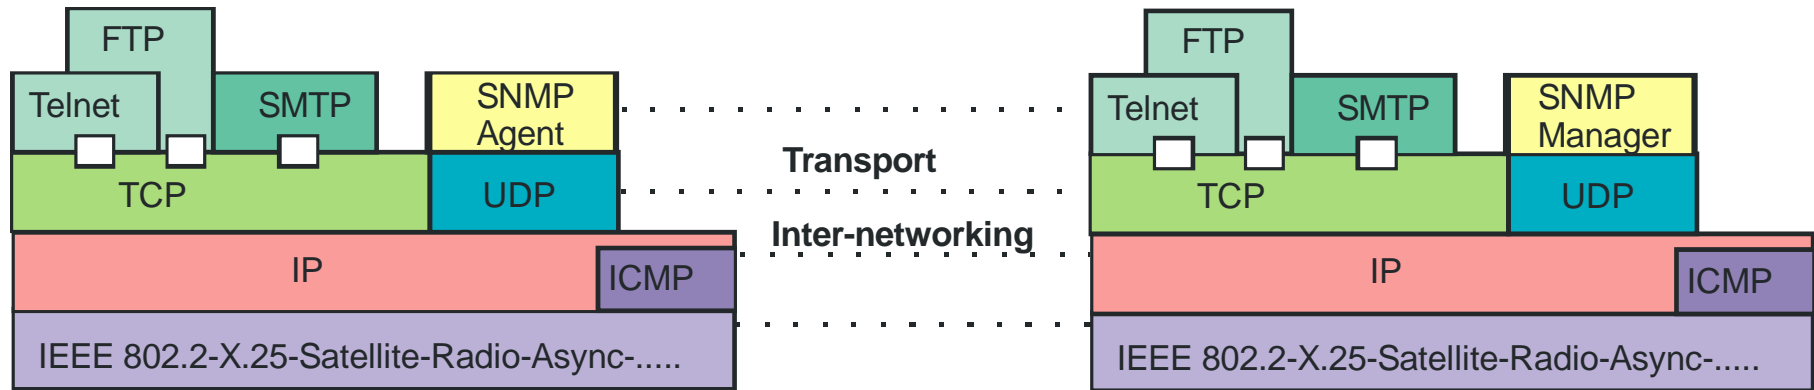 FTP
FTP
Telnet
SMTP
SNMP
Agent
Telnet
SMTP
SNMP
Manager
Transport
TCP
UDP
TCP
UDP
Inter-networking
IP
ICMP
IP
ICMP
IEEE 802.2-X.25-Satellite-Radio-Async-.....
IEEE 802.2-X.25-Satellite-Radio-Async-.....